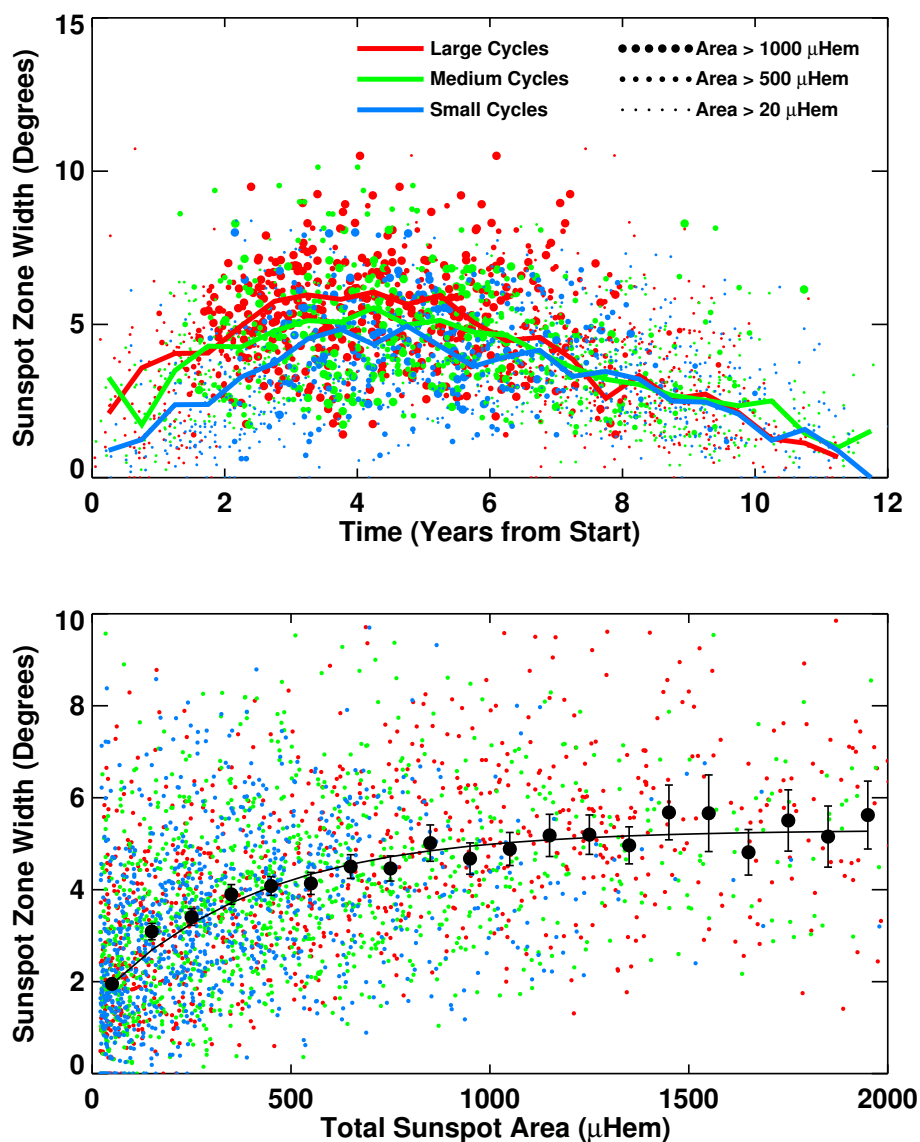 15
10
5
0
Sunspot Zone Width (Degrees)
Large Cycles
Medium Cycles
Small Cycles
Area > 1000 μHem
Area > 500 μHem
Area > 20 μHem
0 2 4 6 8 10 12
Time (Years from Start)
10
8
6
4
2
0
Sunspot Zone Width (Degrees)
0 500 1000 1500 2000
Total Sunspot Area (μHem)